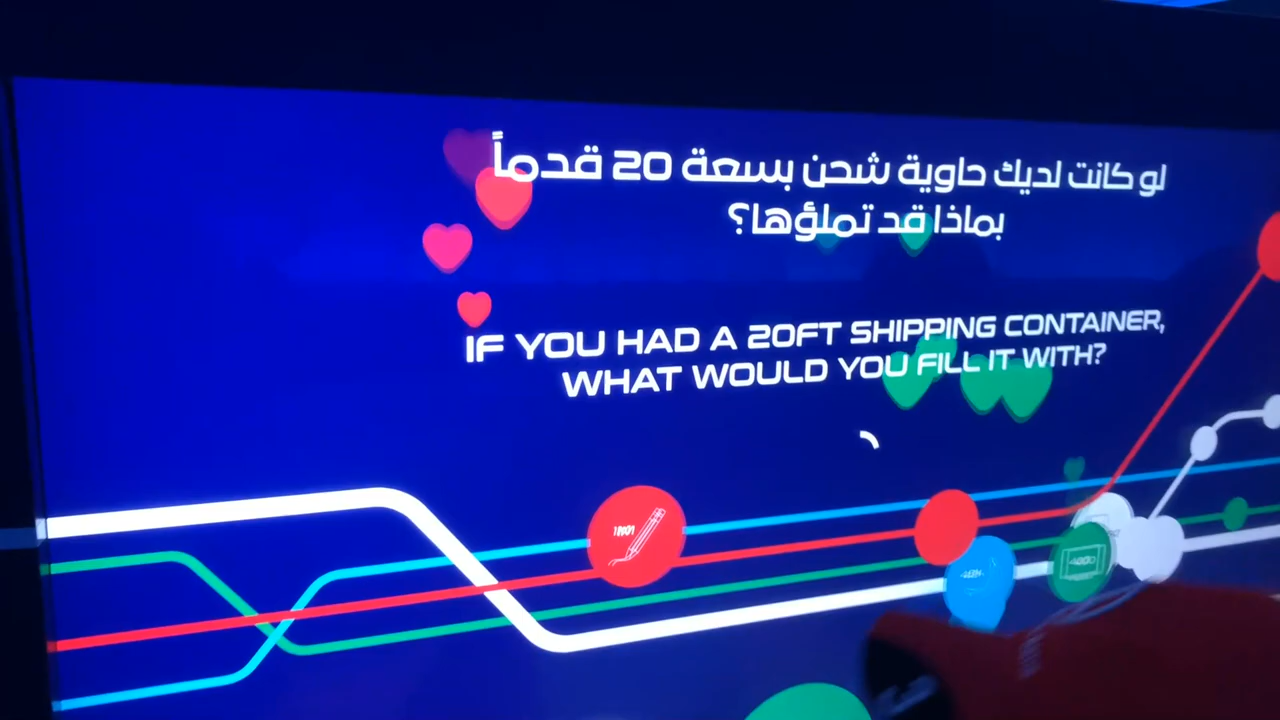 لو كانت لديك حاوية شحن بسعة 20 قدماً
بماذا قد تملؤها؟
IF YOU HAD A 20FT SHIPPING CONTAINER,
WHAT WOULD YOU FILL IT WITH?